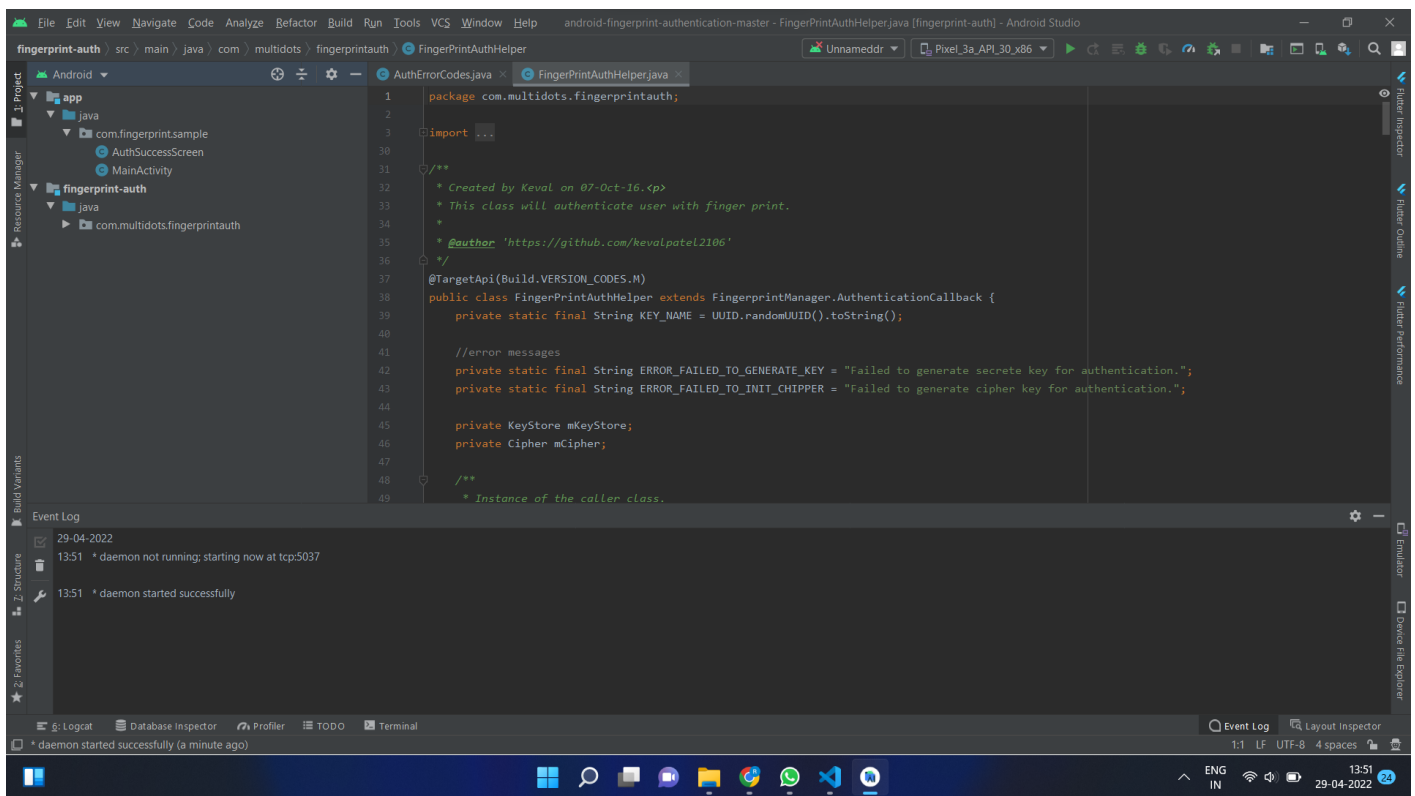 File Edit View Navigate Code Analyze Refactor Build Run Tools VCS Window Help android-fingerprint-authentication-master - FingerPrintAuthHelper.java [fingerprint-auth] - Android Studio
fingerprint-auth src main java com multidots fingerprintauth FingerPrintAuthHelper Unnameddr Pixel_3a_API_30_x86
Android
AuthErrorCodes.java FingerPrintAuthHelper.java
app
java
com.fingerprint.sample
AuthSuccessScreen
MainActivity
fingerprint-auth
java
com.multidots.fingerprintauth
1 package com.multidots.fingerprintauth;
2
3 import ...
30
31 /**
32 * Created by Keval on 07-Oct-16.<p>
33 * This class will authenticate user with finger print.
34 *
35 * @author 'https://github.com/kevalpatel2106'
36 */
37 @TargetApi(Build.VERSION_CODES.M)
38 public class FingerPrintAuthHelper extends FingerprintManager.AuthenticationCallback {
39 private static final String KEY_NAME = UUID.randomUUID().toString();
40
41 //error messages
42 private static final String ERROR_FAILED_TO_GENERATE_KEY = "Failed to generate secrete key for authentication.";
43 private static final String ERROR_FAILED_TO_INIT_CHIPPER = "Failed to generate cipher key for authentication.";
44
45 private KeyStore mKeyStore;
46 private Cipher mCipher;
47
48 /**
49 * Instance of the caller class.
1: Project
Resource Manager
Build Variants
7: Structure
2: Favorites
Flutter Inspector
Flutter Outline
Flutter Performance
Emulator
Device File Explorer
Event Log
29-04-2022
13:51 * daemon not running; starting now at tcp:5037
13:51 * daemon started successfully
6: Logcat Database Inspector Profiler TODO Terminal Event Log Layout Inspector
* daemon started successfully (a minute ago) 1:1 LF UTF-8 4 spaces
ENG
IN
13:51
29-04-2022
24